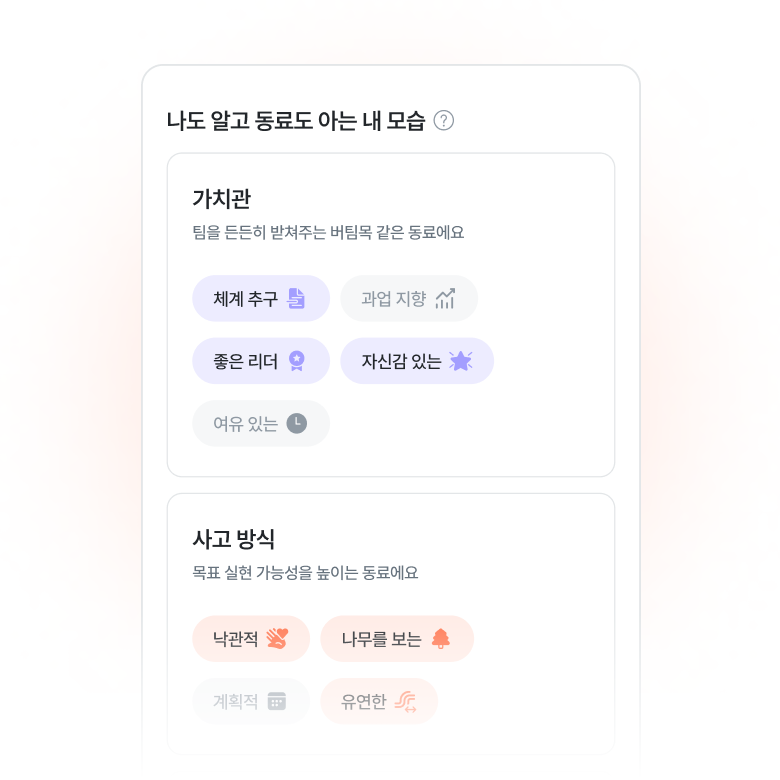 나도 알고 동료도 아는 내 모습 ?
가치관
팀을 든든히 받쳐주는 버팀목 같은 동료에요
체계 추구
과업 지향
좋은 리더
자신감 있는
여유 있는
사고 방식
목표 실현 가능성을 높이는 동료에요
낙관적
나무를 보는
계획적
유연한